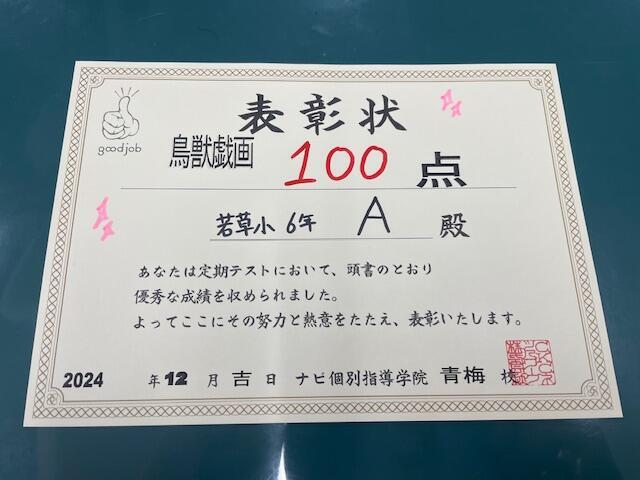 goodjob
表彰状
鳥獣戯画 100 点
若草小 6年 A 殿
あなたは定期テストにおいて、頭書のとおり
優秀な成績を収められました。
よってここにその努力と熱意をたたえ、表彰いたします。
2024 年 12 月 吉 日 ナビ個別指導学院 青梅 校